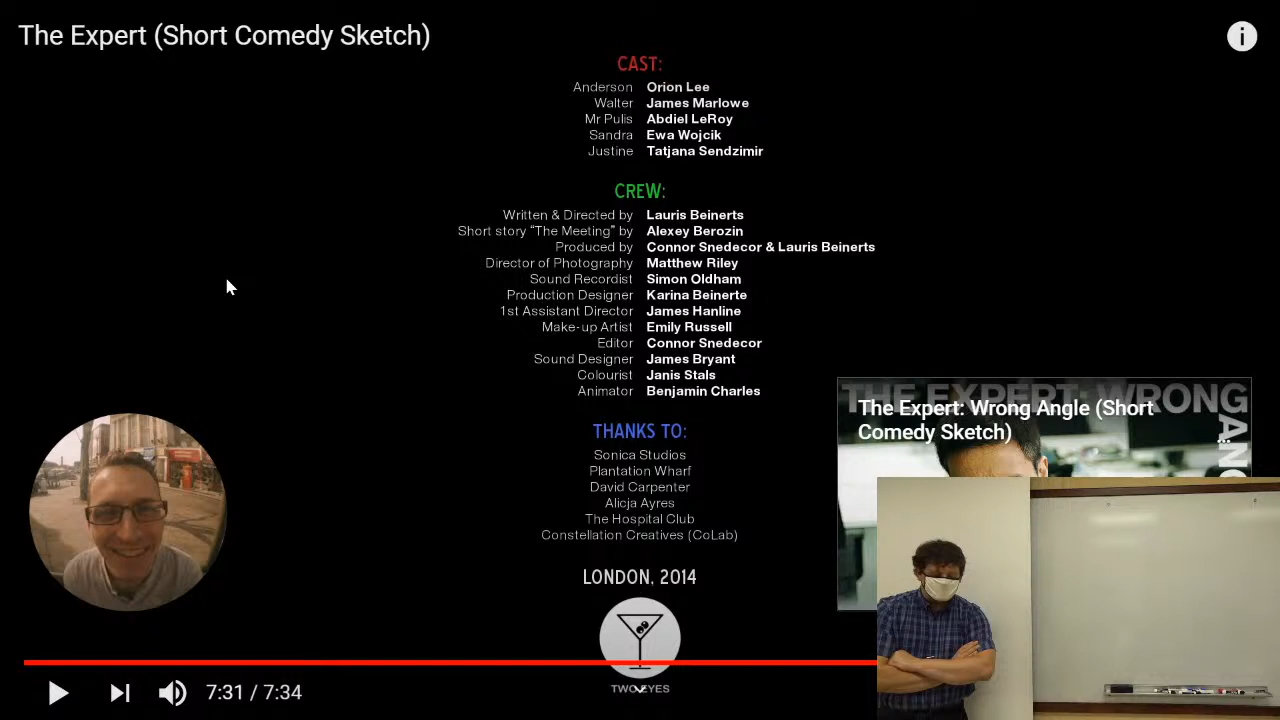 The Expert (Short Comedy Sketch)
CAST:
Anderson Orion Lee
Walter James Marlowe
Mr Pulis Abdiel LeRoy
Sandra Ewa Wojcik
Justine Tatjana Sendzimir
CREW:
Written & Directed by Lauris Beinerts
Short story “The Meeting” by Alexey Berozin
Produced by Connor Snedecor & Lauris Beinerts
Director of Photography Matthew Riley
Sound Recordist Simon Oldham
Production Designer Karina Beinerte
1st Assistant Director James Hanline
Make-up Artist Emily Russell
Editor Connor Snedecor
Sound Designer James Bryant
Colourist Janis Stals
Animator Benjamin Charles
THANKS TO:
Sonica Studios
Plantation Wharf
David Carpenter
Alicja Ayres
The Hospital Club
Constellation Creatives (CoLab)
LONDON, 2014
TWO EYES
THE EXPERT: WRONG
ANG
The Expert: Wrong Angle (Short
Comedy Sketch)
7:31 / 7:34